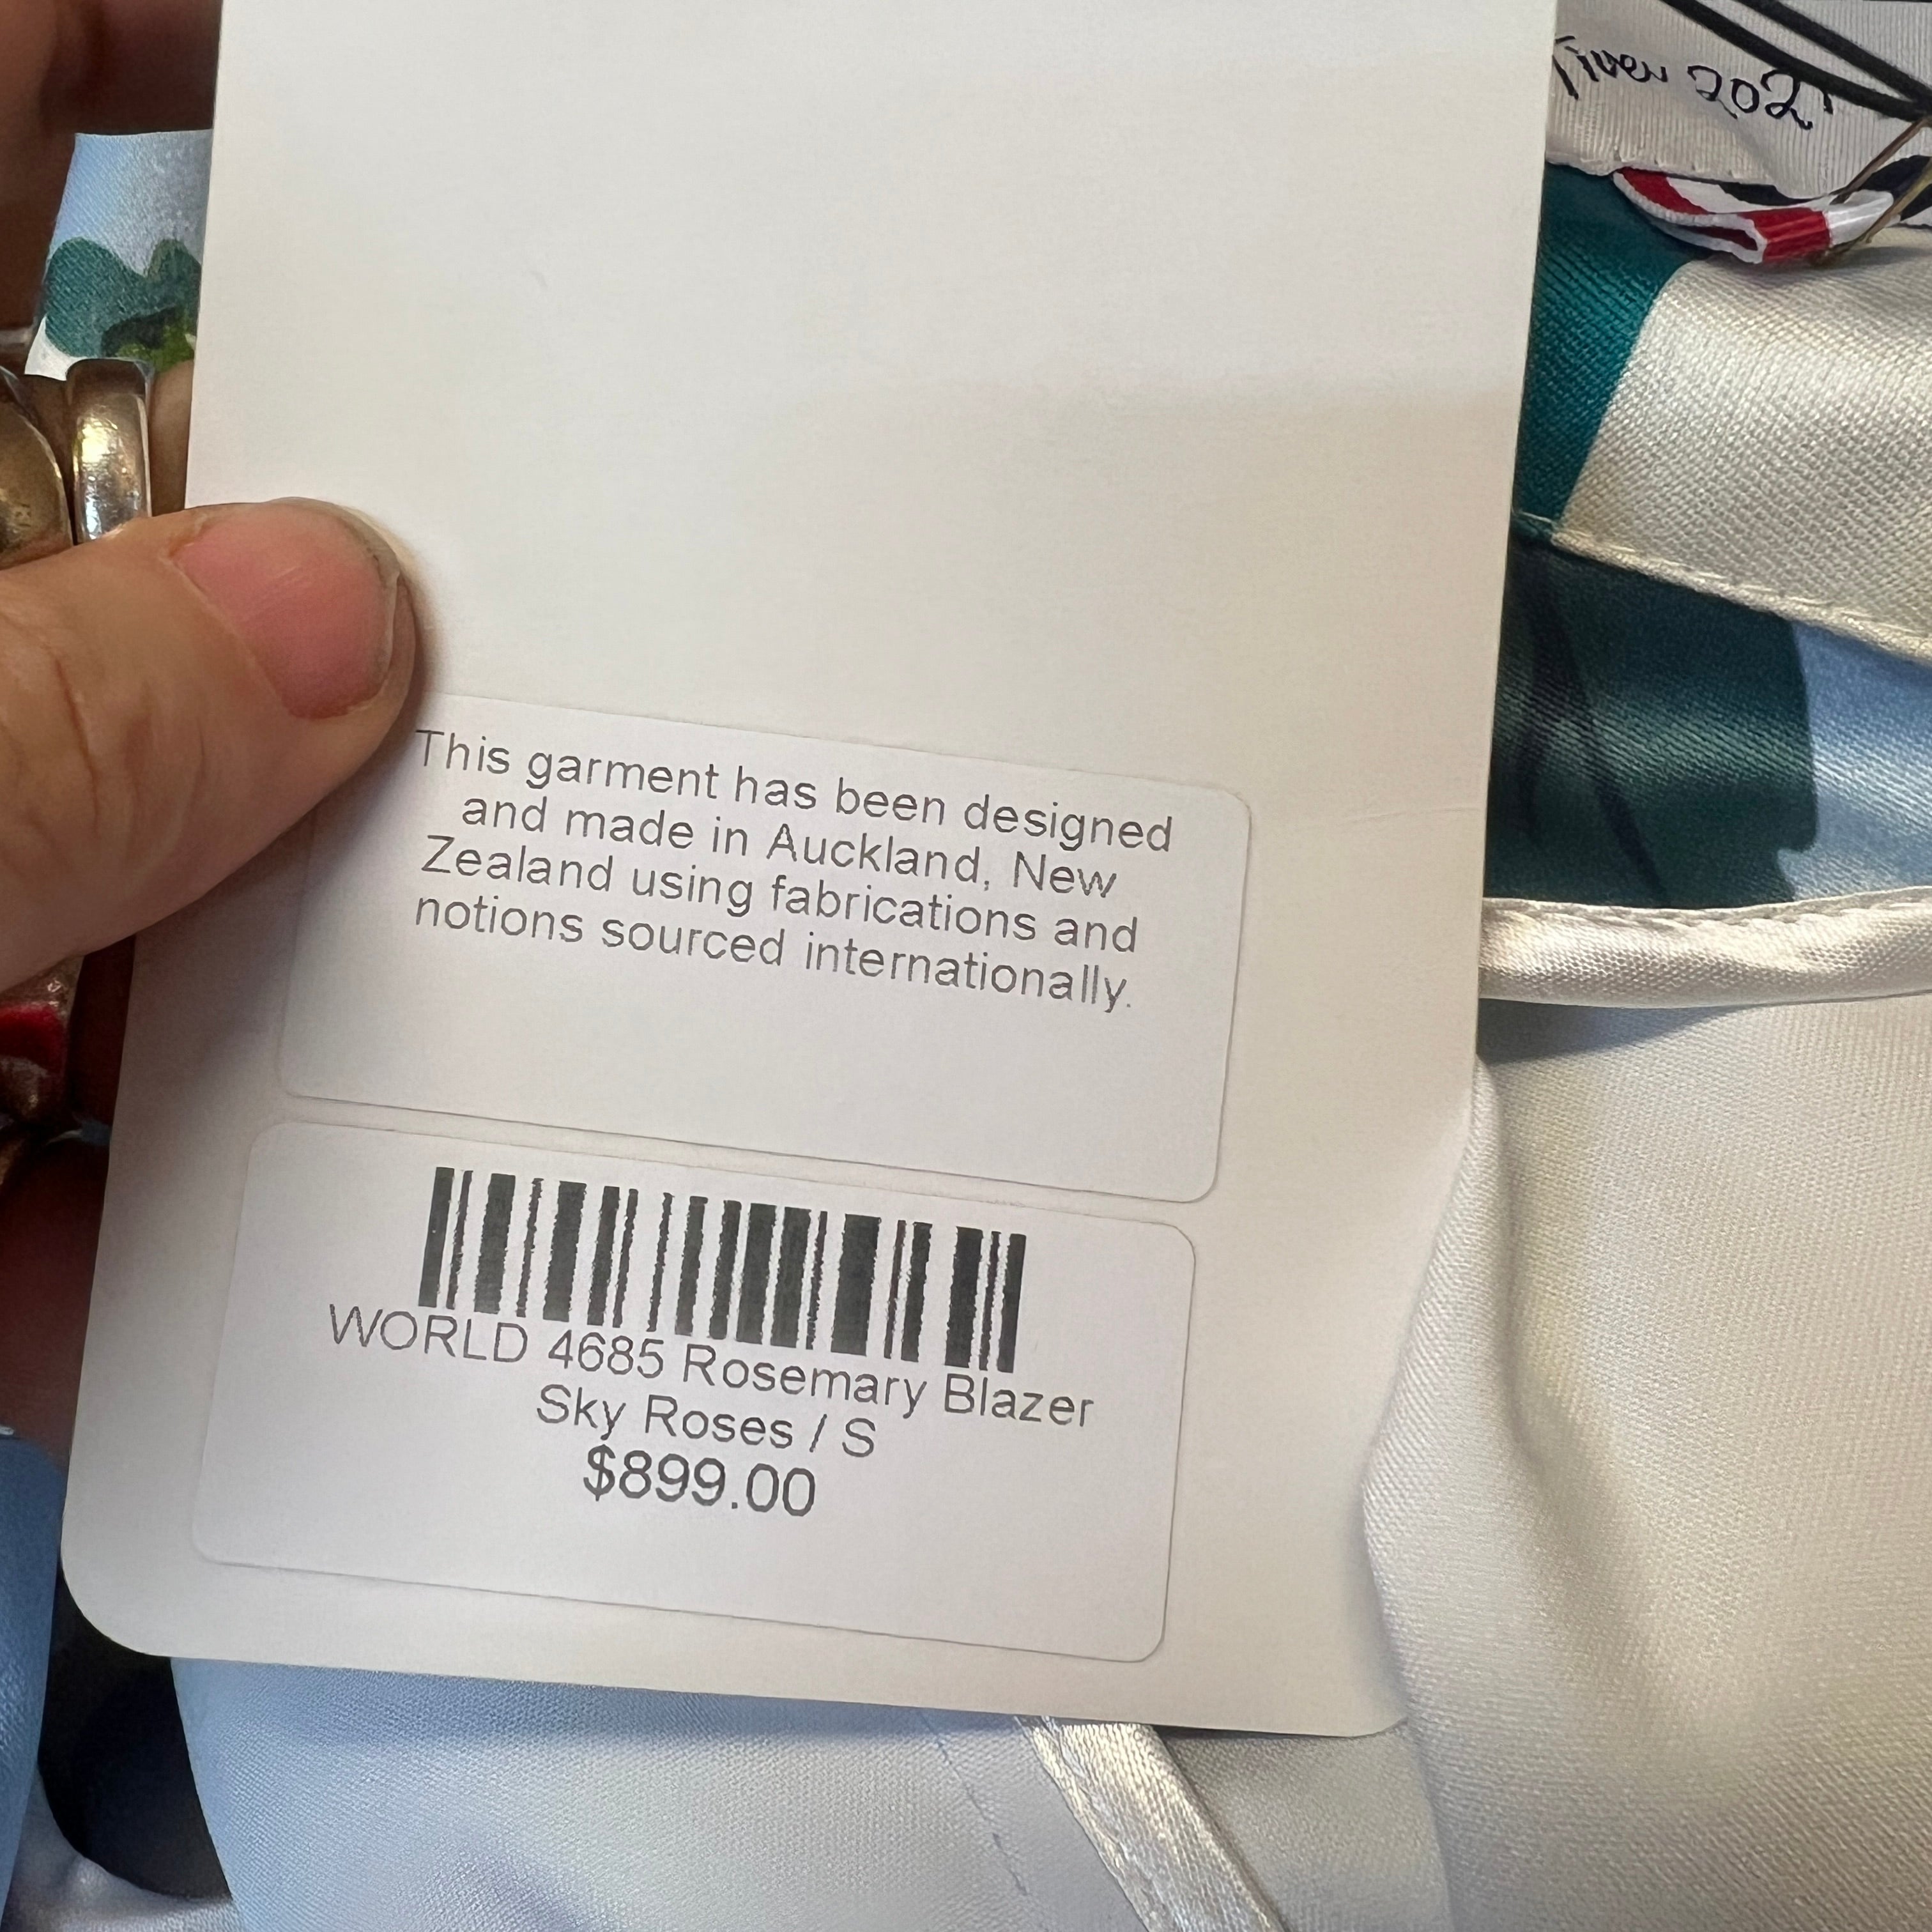 This garment has been designed
and made in Auckland, New
Zealand using fabrications and
notions sourced internationally.
WORLD 4685 Rosemary Blazer
Sky Roses / S
$899.00